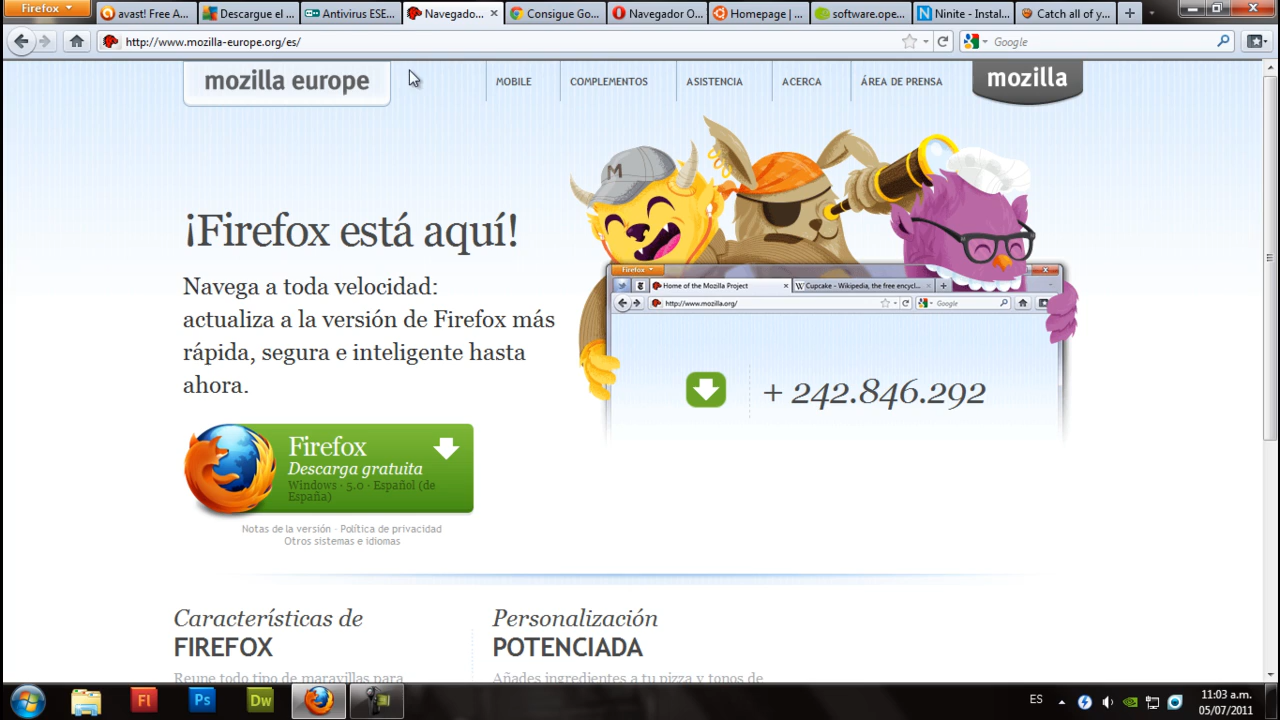 Firefox
avast! Free A...
Descargue el ...
Antivirus ESE...
Navegado...
Consigue Go...
Navegador O...
Homepage | ...
software.ope...
Ninite - Instal...
Catch all of y...
http://www.mozilla-europe.org/es/
Google
mozilla europe
MOBILE
COMPLEMENTOS
ASISTENCIA
ACERCA
ÁREA DE PRENSA
mozilla
M
¡Firefox está aquí!
Navega a toda velocidad:
actualiza a la versión de Firefox más
rápida, segura e inteligente hasta
ahora.
Firefox
Home of the Mozilla Project
Cupcake - Wikipedia, the free encycl...
http://www.mozilla.org/
Google
+ 242.846.292
Firefox
Descarga gratuita
Windows · 5.0 · Español (de
España)
Notas de la versión - Política de privacidad
Otros sistemas e idiomas
Características de
FIREFOX
Reune todo tipo de maravillas para
Personalización
POTENCIADA
Añades ingredientes a tu pizza y tonos de
Fl
Ps
Dw
ES
11:03 a.m.
05/07/2011